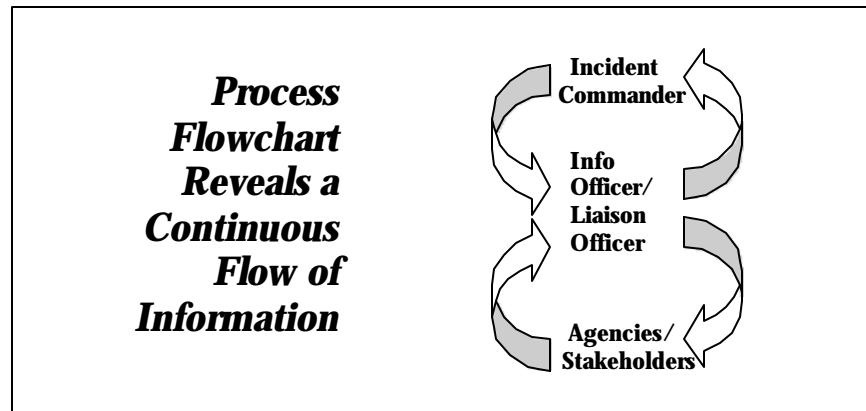 Process
Flowchart
Reveals a
Continuous
Flow of
Information
Incident
Commander
Info
Officer/
Liaison
Officer
Agencies/
Stakeholders